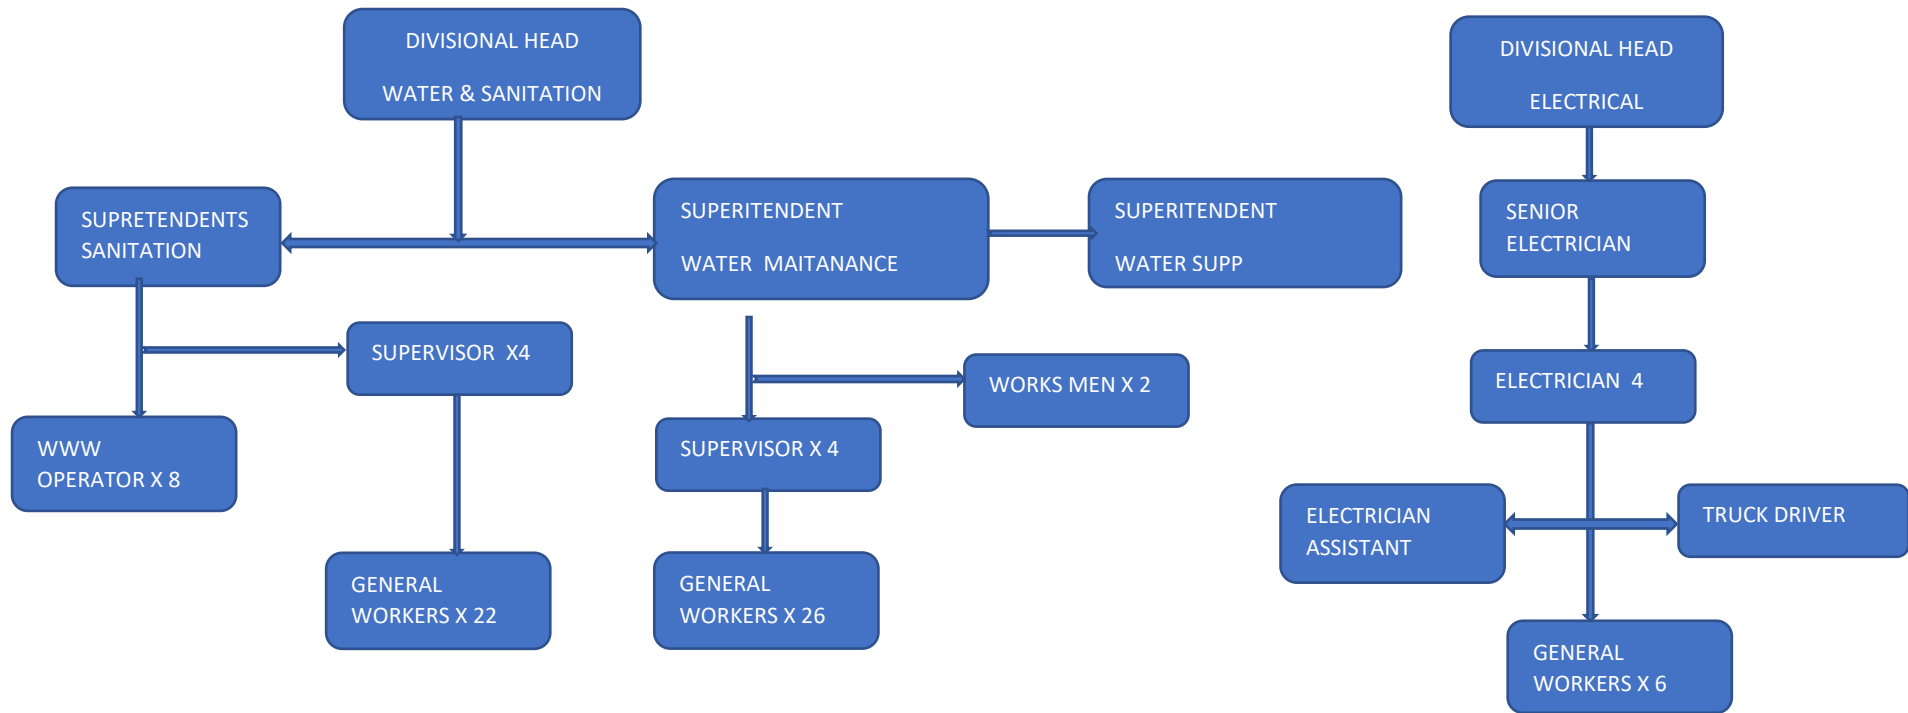 DIVISIONAL HEAD
WATER & SANITATION
DIVISIONAL HEAD
ELECTRICAL
SUPRETENDENTS
SANITATION
SUPERITENDENT
WATER  MAITANANCE
SUPERITENDENT
WATER SUPP
SENIOR
ELECTRICIAN
SUPERVISOR  X4
WORKS MEN X 2
ELECTRICIAN  4
WWW
OPERATOR X 8
SUPERVISOR X 4
ELECTRICIAN
ASSISTANT
TRUCK DRIVER
GENERAL
WORKERS X 22
GENERAL
WORKERS X 26
GENERAL
WORKERS X 6